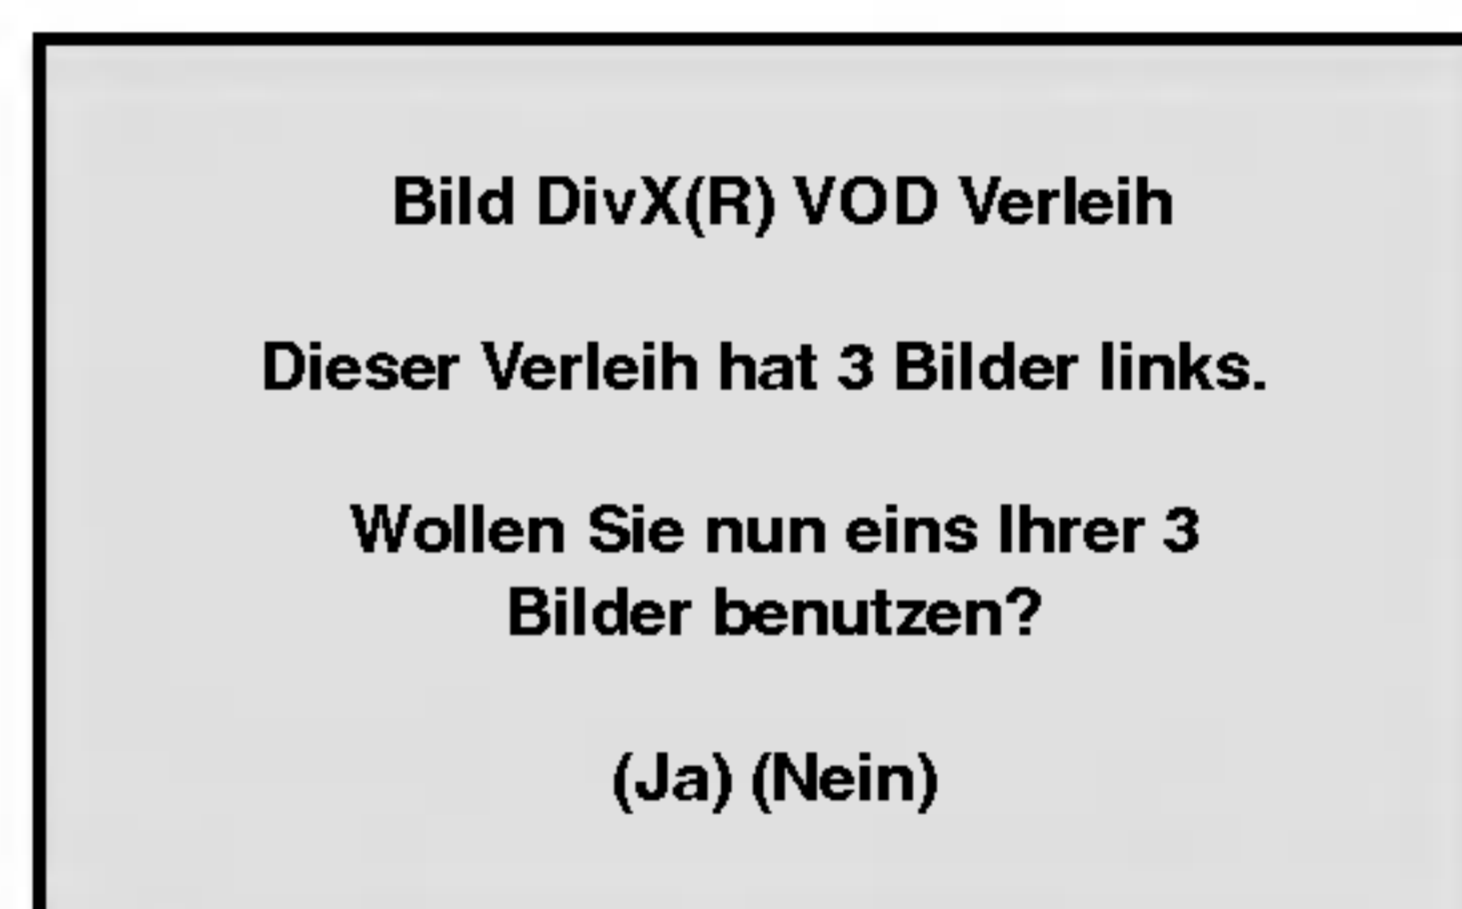 Bild DivX(R) VOD Verleih
Dieser Verleih hat 3 Bilder links.
Wollen Sie nun eins Ihrer 3
Bilder benutzen?
(Ja) (Nein)